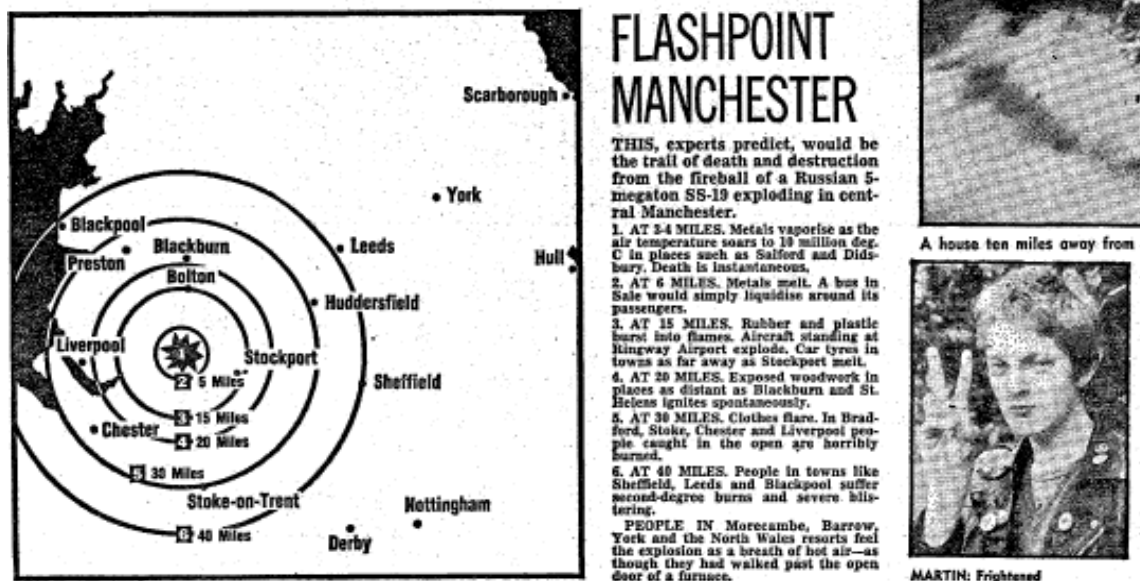 Scarborough
York
Blackpool
Leeds
Blackburn
Preston
Hull
Bolton
Huddersfield
Liverpool
Stockport
2 5 Miles
Sheffield
3 15 Miles
Chester
4 20 Miles
5 30 Miles
Stoke-on-Trent
Nottingham
6 40 Miles
Derby
FLASHPOINT
MANCHESTER
THIS, experts predict, would be
the trail of death and destruction
from the fireball of a Russian 5-
megaton SS-19 exploding in cent-
ral Manchester.
1. AT 3-4 MILES. Metals vaporise as the
air temperature soars to 10 million deg.
C in places such as Salford and Dids-
bury. Death is instantaneous.
2. AT 6 MILES. Metals melt. A bus in
Sale would simply liquidise around its
passengers.
3. AT 15 MILES. Rubber and plastic
burst into flames. Aircraft standing at
Ringway Airport explode. Car tyres in
towns as far away as Stockport melt.
4. AT 20 MILES. Exposed woodwork in
places as distant as Blackburn and St.
Helens ignites spontaneously.
5. AT 30 MILES. Clothes flare. In Brad-
ford, Stoke, Chester and Liverpool peo-
ple caught in the open are horribly
burned.
6. AT 40 MILES. People in towns like
Sheffield, Leeds and Blackpool suffer
second-degree burns and severe blis-
tering.
PEOPLE IN Morecambe, Barrow,
York and the North Wales resorts feel
the explosion as a breath of hot air—as
though they had walked past the open
door of a furnace.
A house ten miles away from
MARTIN: Frightened